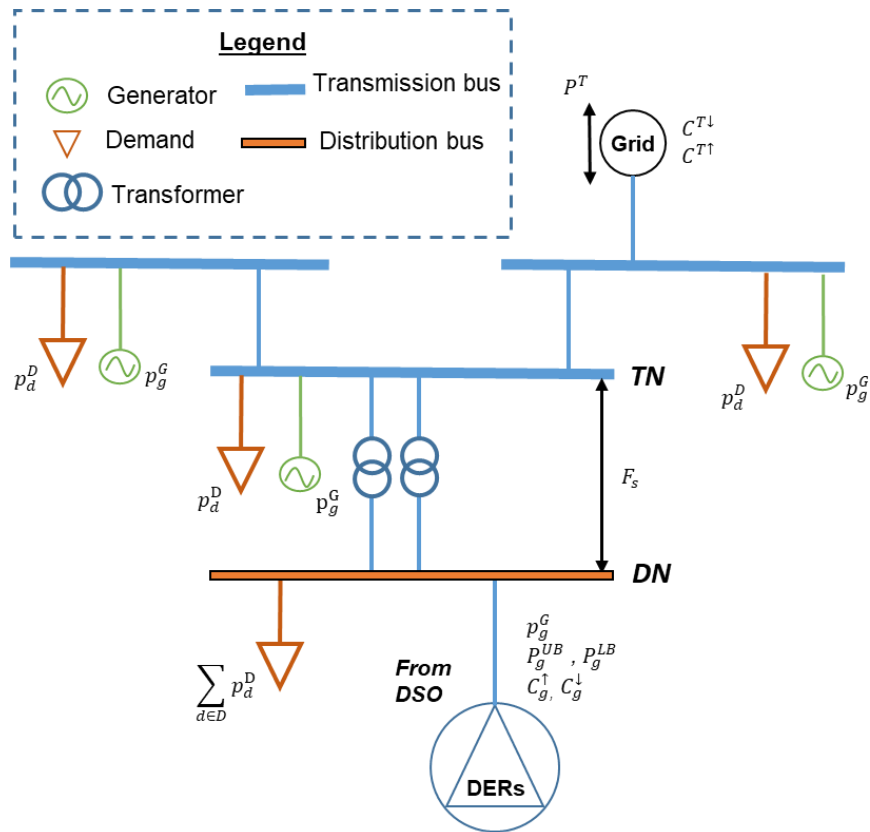 Legend
Generator
Transmission bus
Demand
Distribution bus
Transformer
P^T
Grid
C^{T↓}
C^{T↑}
p_d^D
p_g^G
TN
p_d^D
p_g^G
p_d^D
p_g^G
F_s
DN
p_g^G
P_g^{UB} , P_g^{LB}
C_g^↑, C_g^↓
From
DSO
∑_{d∈D} p_d^D
DERs